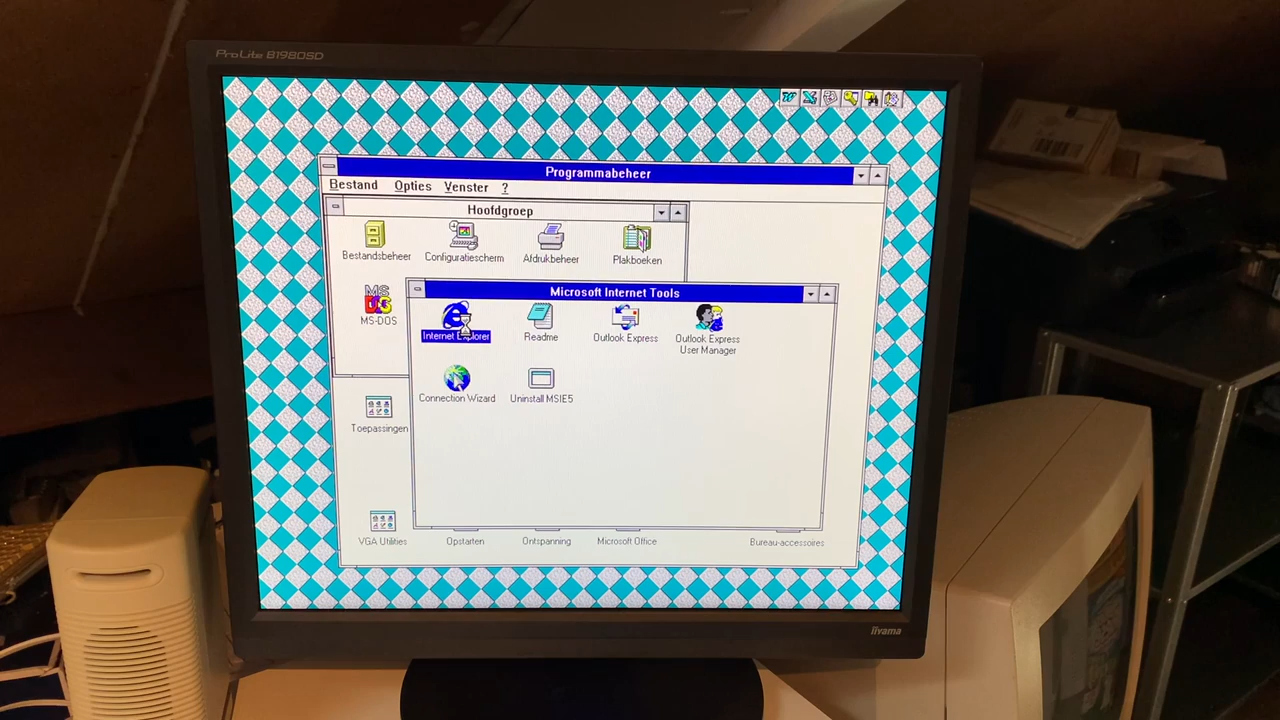 ProLite B1980SD
Programmabeheer
Bestand Opties Venster ?
Hoofdgroep
Bestandsbeheer Configuratiescherm Afdrukbeheer Plakboeken
MS
DOS
MS-DOS
Microsoft Internet Tools
Internet Explorer Readme Outlook Express Outlook Express
User Manager
Connection Wizard Uninstall MSIE5
Toepassingen
VGA Utilities Opstarten Ontspanning Microsoft Office Bureau-accessoires
iiyama